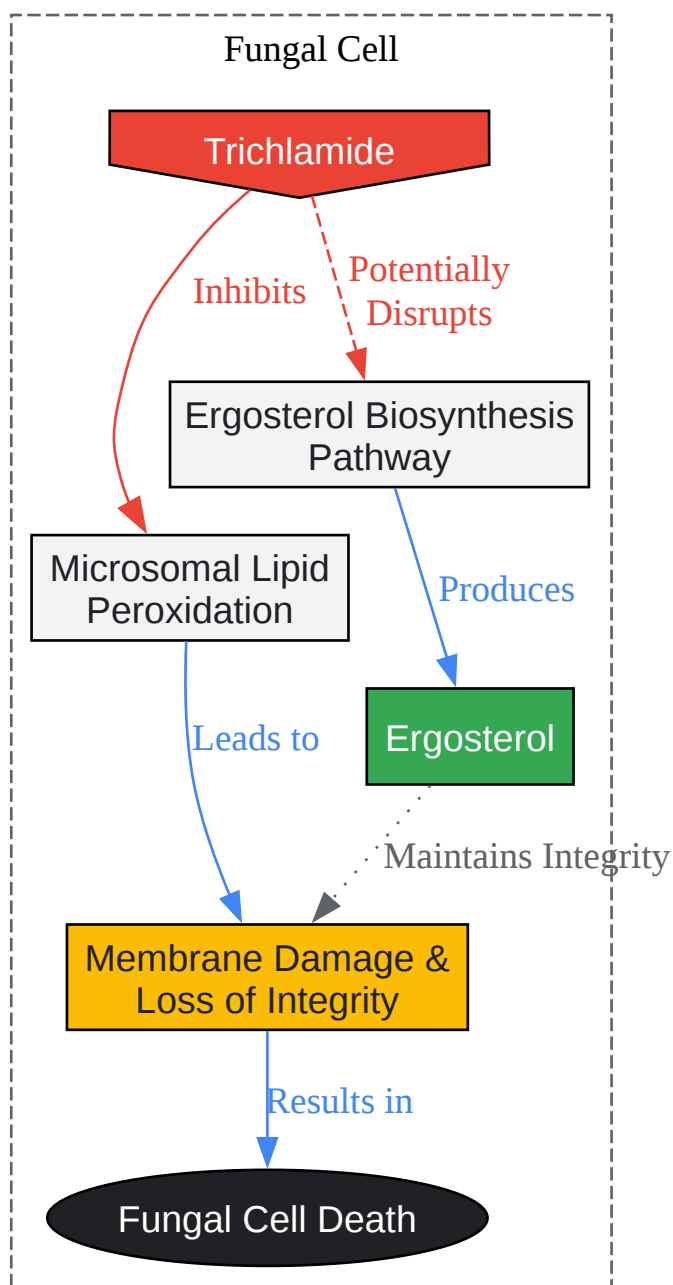 Fungal Cell
Trichlamide
Inhibits
Potentially
Disrupts
Ergosterol Biosynthesis
Pathway
Microsomal Lipid
Peroxidation
Produces
Leads to
Ergosterol
Maintains Integrity
Membrane Damage &
Loss of Integrity
Results in
Fungal Cell Death